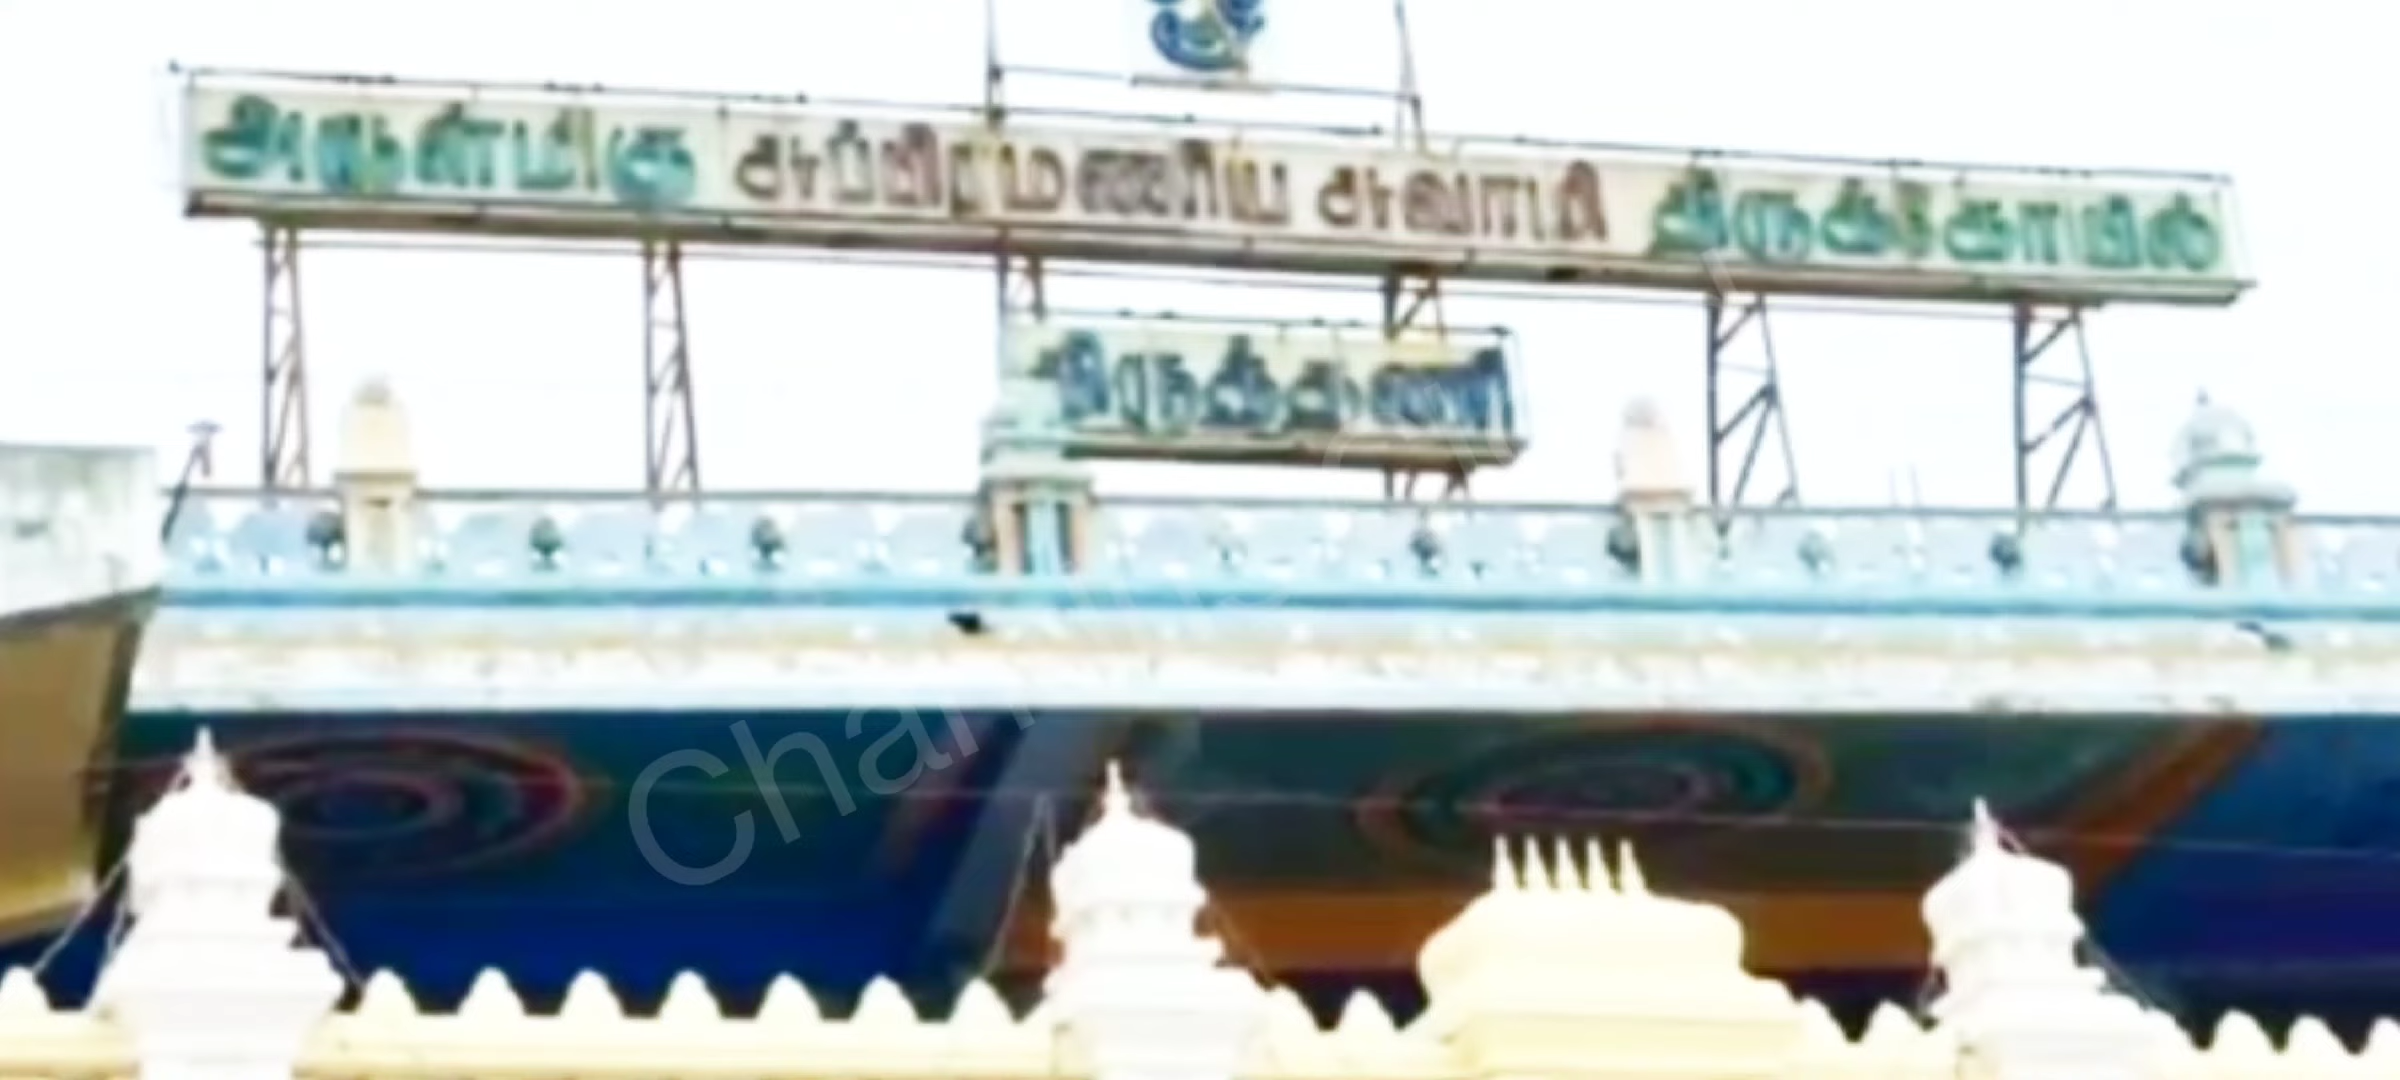 அருள்மிகு சுப்பிரமணிய சுவாமி திருக்கோயில்
திருத்தணி